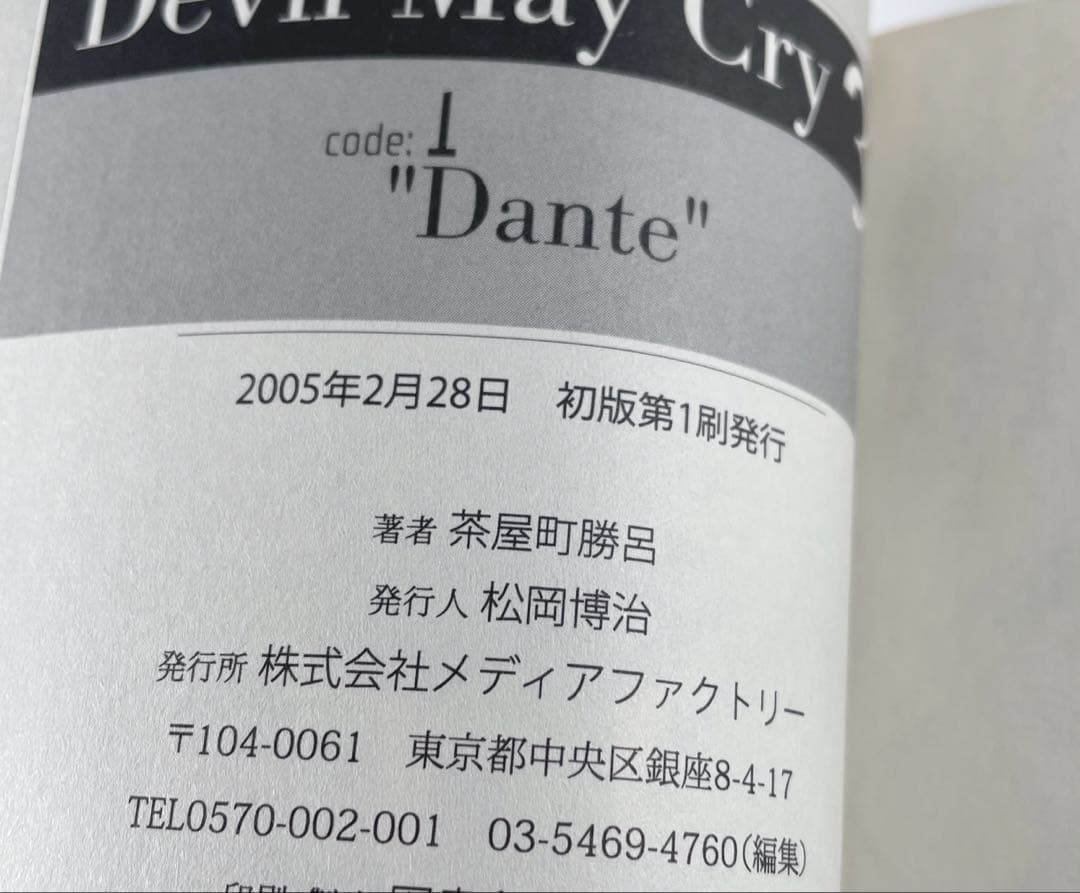 Devil May Cry
code: 1
"Dante"
2005年2月28日　初版第1刷発行
著者 茶屋町勝呂
発行人 松岡博治
発行所 株式会社メディアファクトリー
〒104-0061　東京都中央区銀座8-4-17
TEL0570-002-001　03-5469-4760(編集)